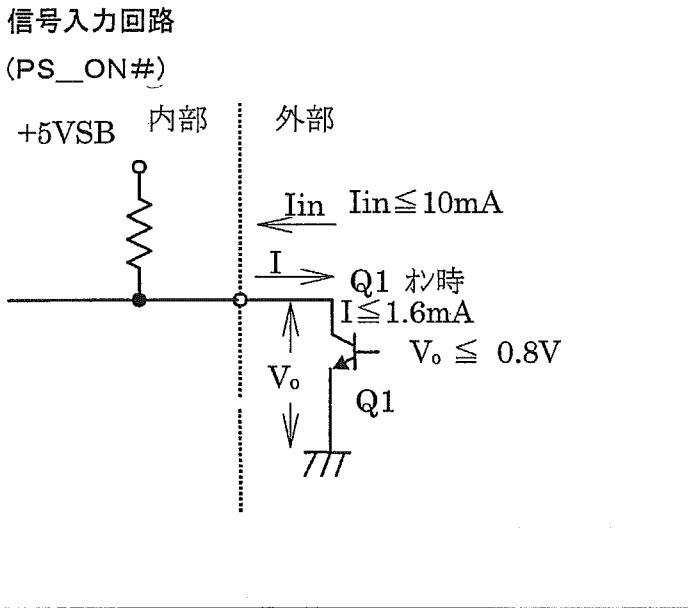 信号入力回路
(PS__ON#)
+5VSB
内部
外部
Iin
Iin≦10mA
I
Q1 ｵﾝ時
I≦1.6mA
Vo ≦ 0.8V
Vo
Q1